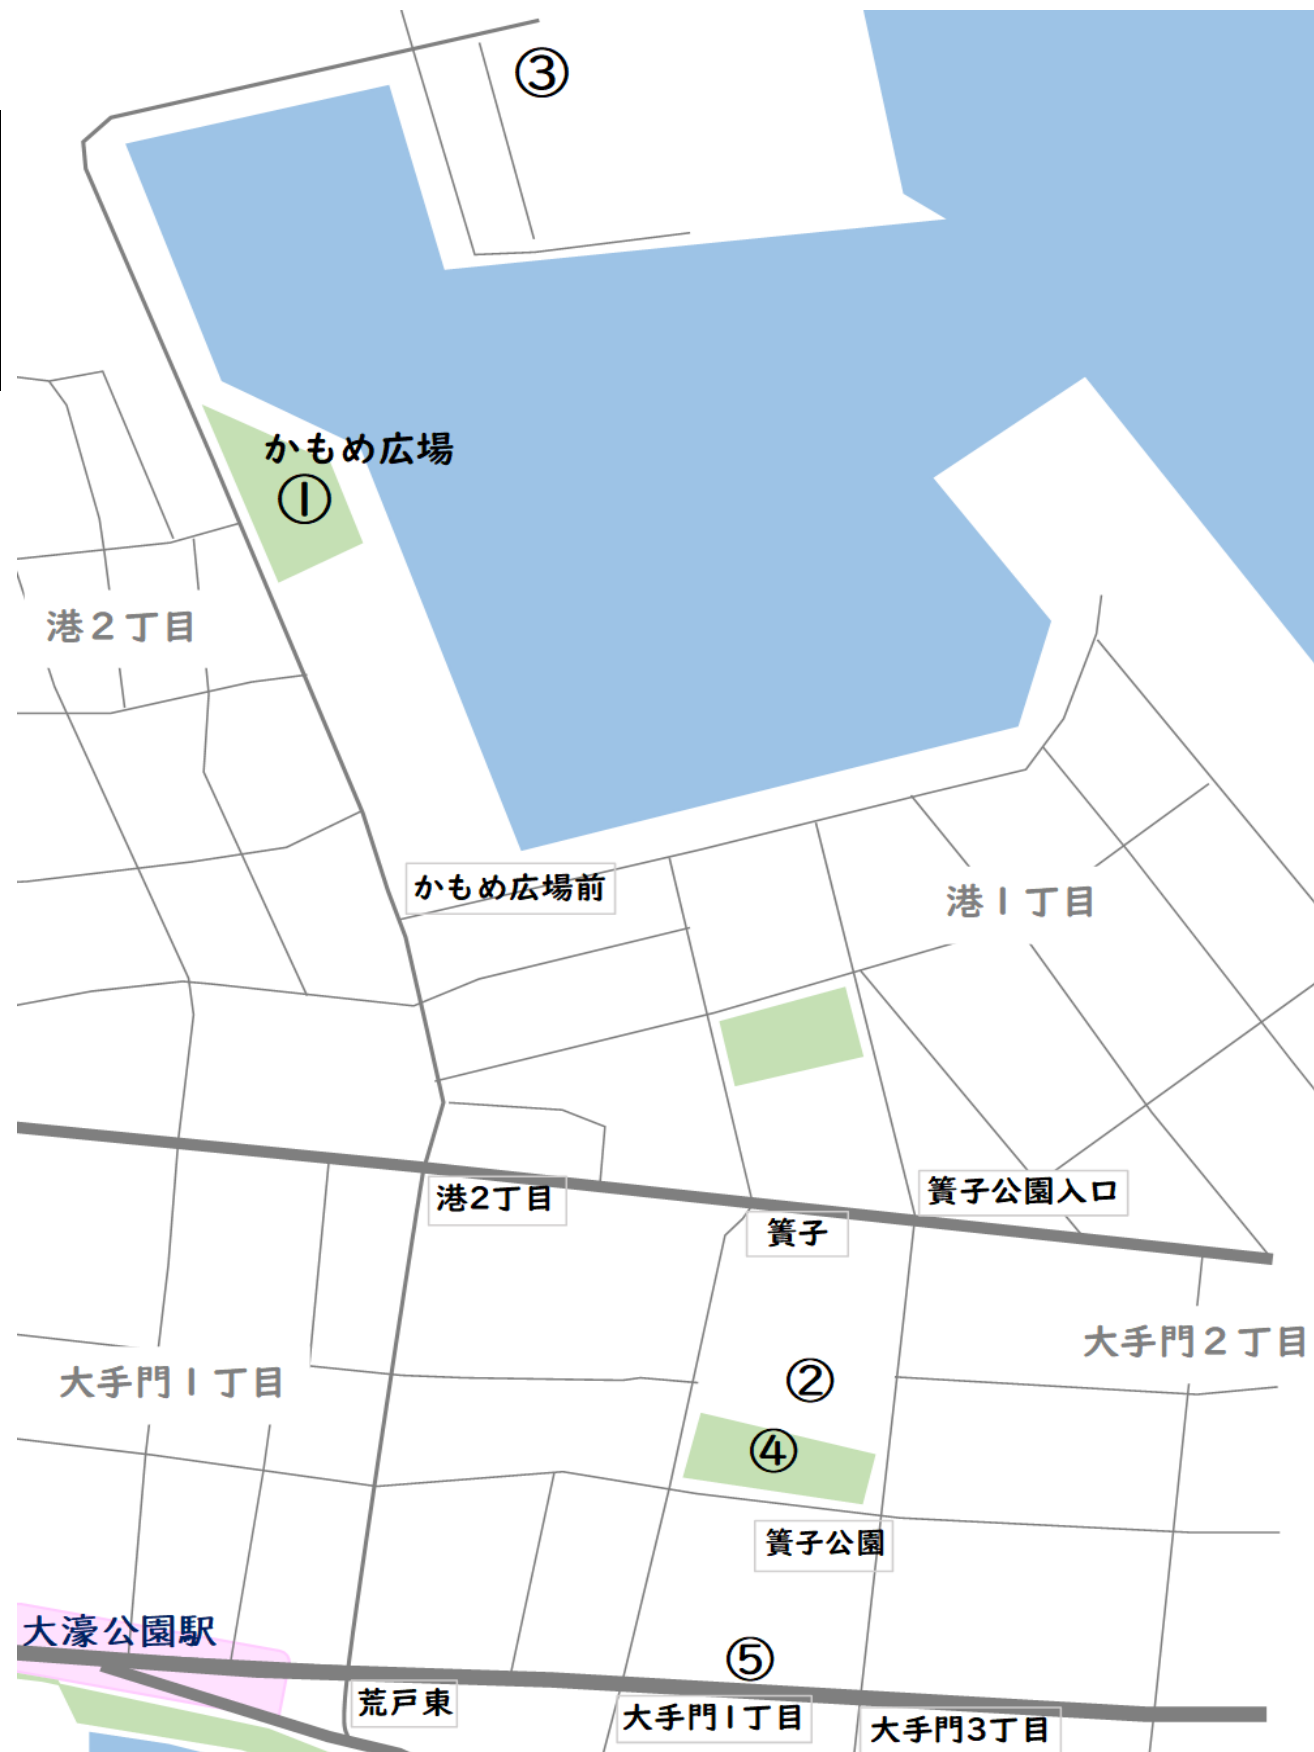 ③
かもめ広場
①
港２丁目
かもめ広場前
港１丁目
港2丁目
簀子公園入口
簀子
大手門２丁目
大手門１丁目
②
④
簀子公園
大濠公園駅
⑤
荒戸東
大手門1丁目
大手門3丁目